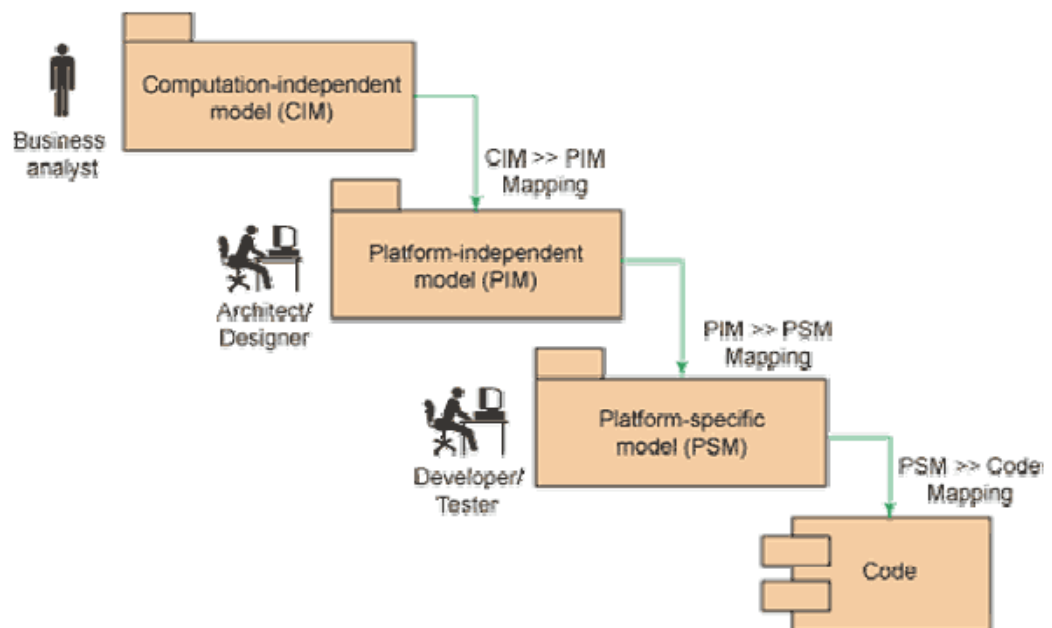 Computation-independent
model (CIM)
Business
analyst
CIM >> PIM
Mapping
Platform-independent
model (PIM)
Architect/
Designer
PIM >> PSM
Mapping
Platform-specific
model (PSM)
Developer/
Tester
PSM >> Code
Mapping
Code